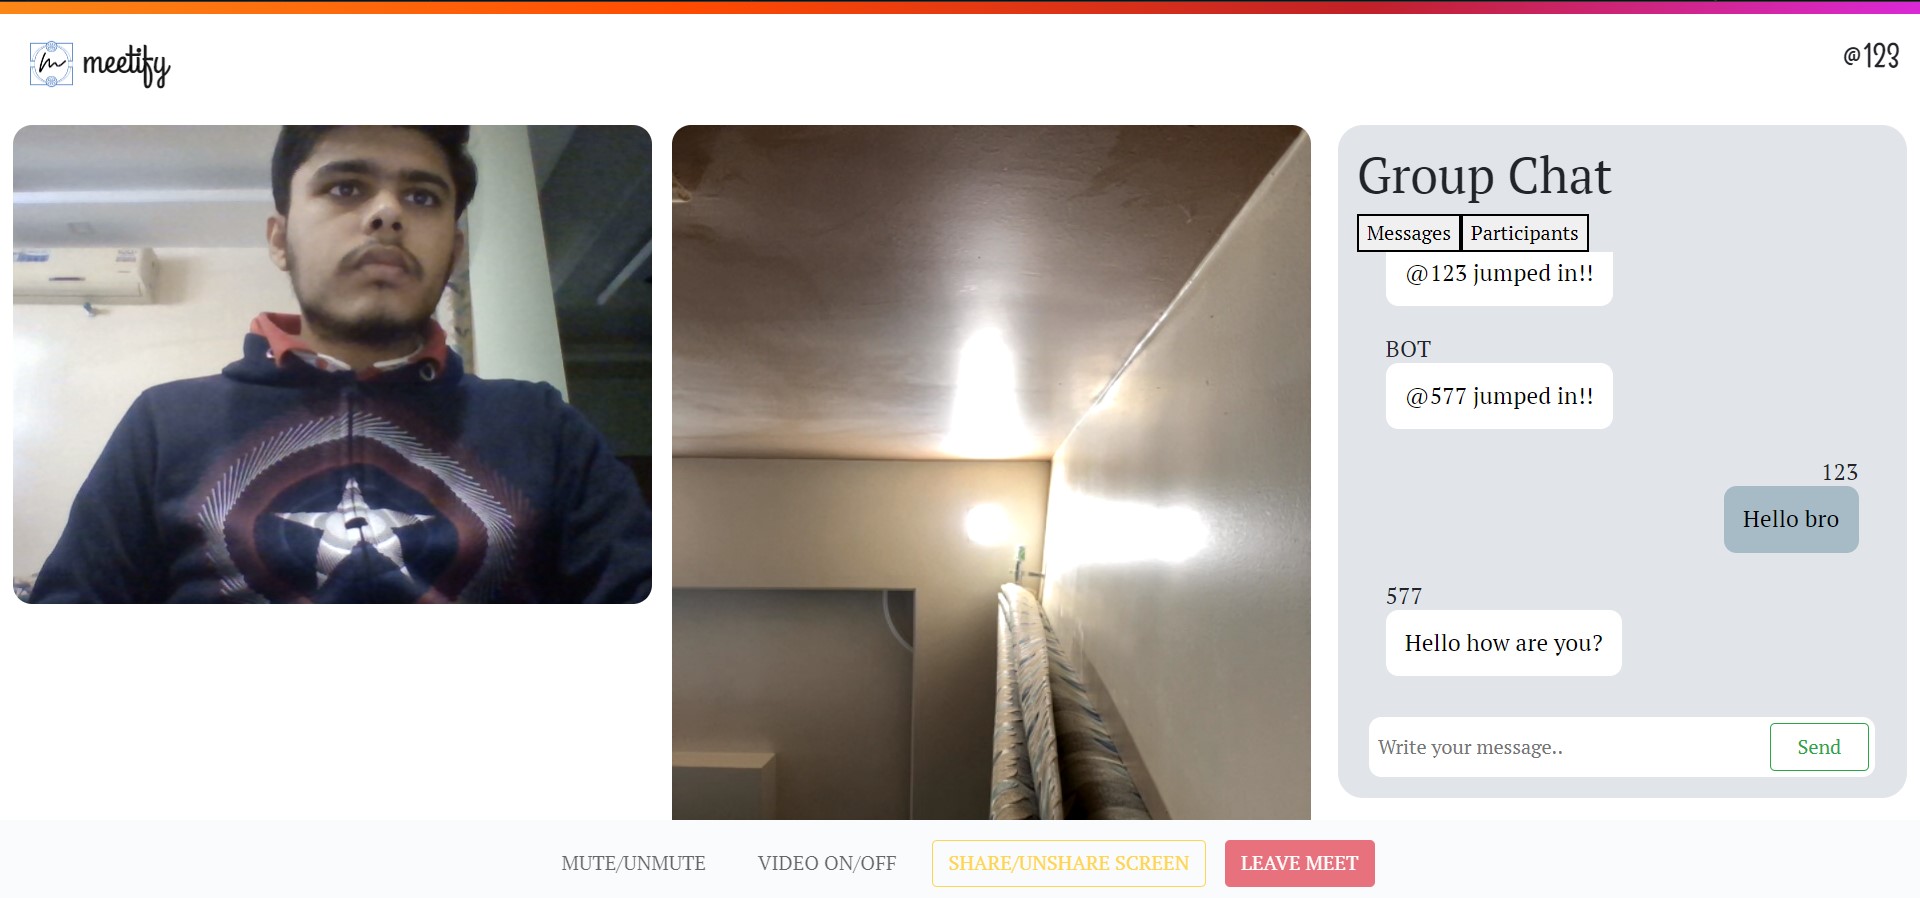 meetify
@123
Group Chat
Messages
Participants
@123 jumped in!!
BOT
@577 jumped in!!
123
Hello bro
577
Hello how are you?
Write your message..
Send
MUTE/UNMUTE
VIDEO ON/OFF
SHARE/UNSHARE SCREEN
LEAVE MEET